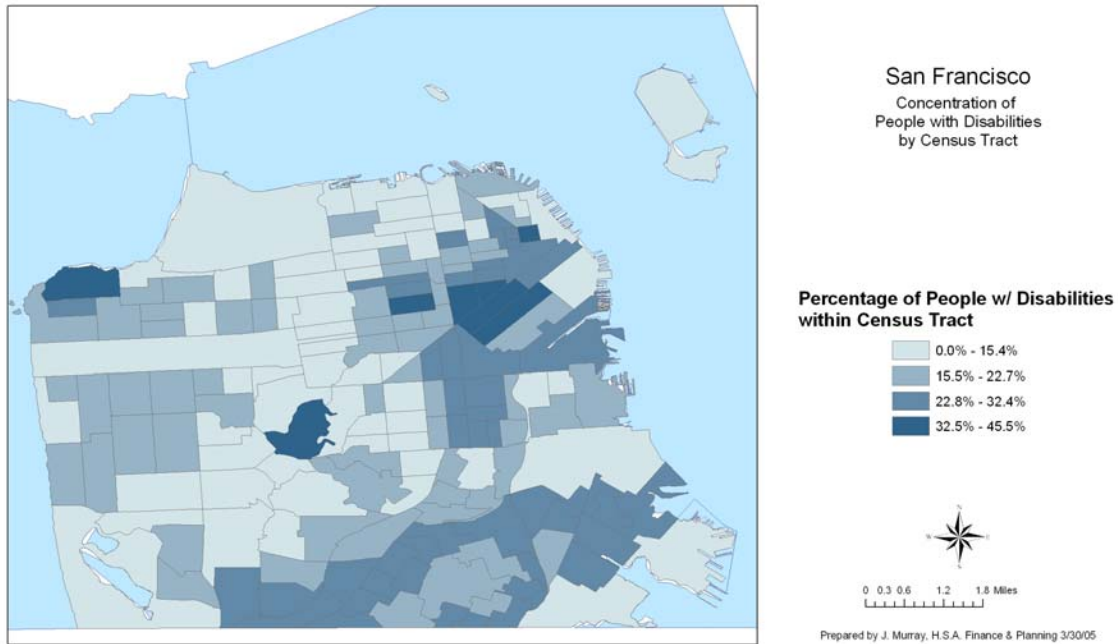 San Francisco
Concentration of
People with Disabilities
by Census Tract
Percentage of People w/ Disabilities
within Census Tract
0.0% - 15.4%
15.5% - 22.7%
22.8% - 32.4%
32.5% - 45.5%
N
W E
S
0 0.3 0.6 1.2 1.8 Miles
Prepared by J. Murray, H.S.A. Finance & Planning 3/30/05